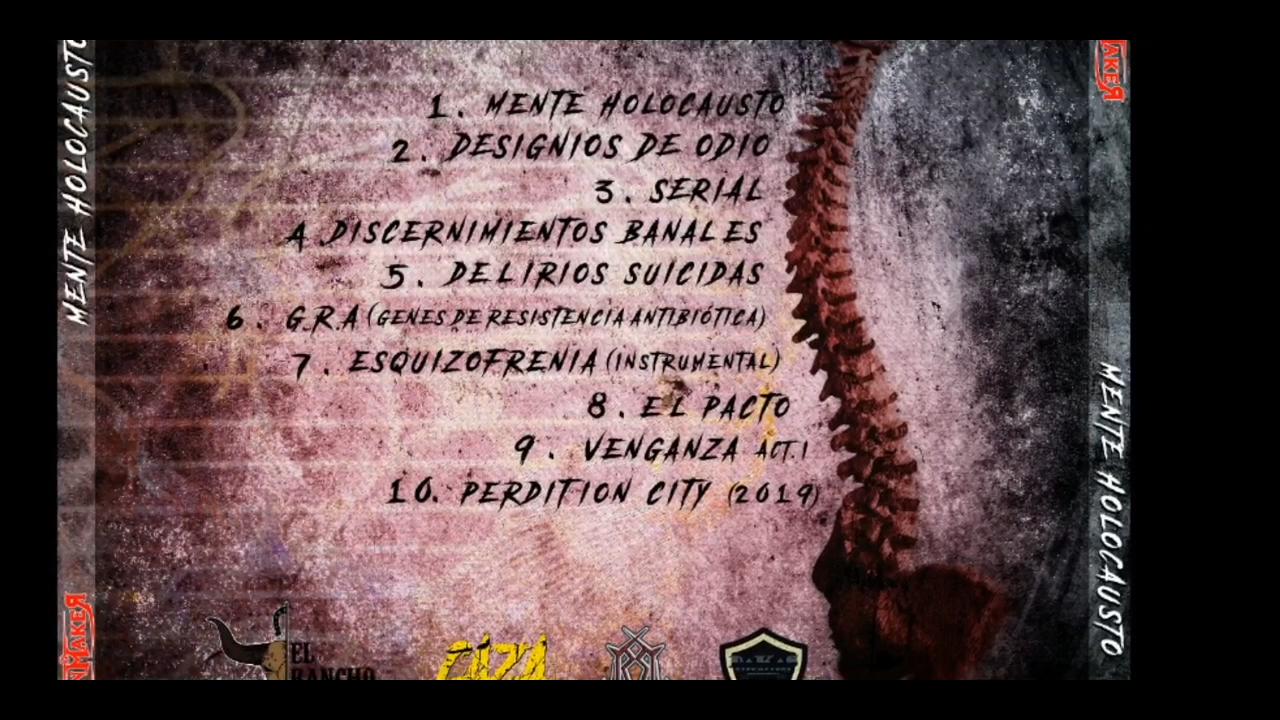 MENTE HOLOCAUSTO
1. MENTE HOLOCAUSTO
2. DESIGNIOS DE ODIO
3. SERIAL
4 DISCERNIMIENTOS BANALES
5. DELIRIOS SUICIDAS
6. G.R.A (GENES DE RESISTENCIA ANTIBIÓTICA)
7. ESQUIZOFRENIA (INSTRUMENTAL)
8. EL PACTO
9. VENGANZA ACT.I
10. PERDITION CITY (2019)
EL
RANCHO
CAZA
MENTE HOLOCAUSTO